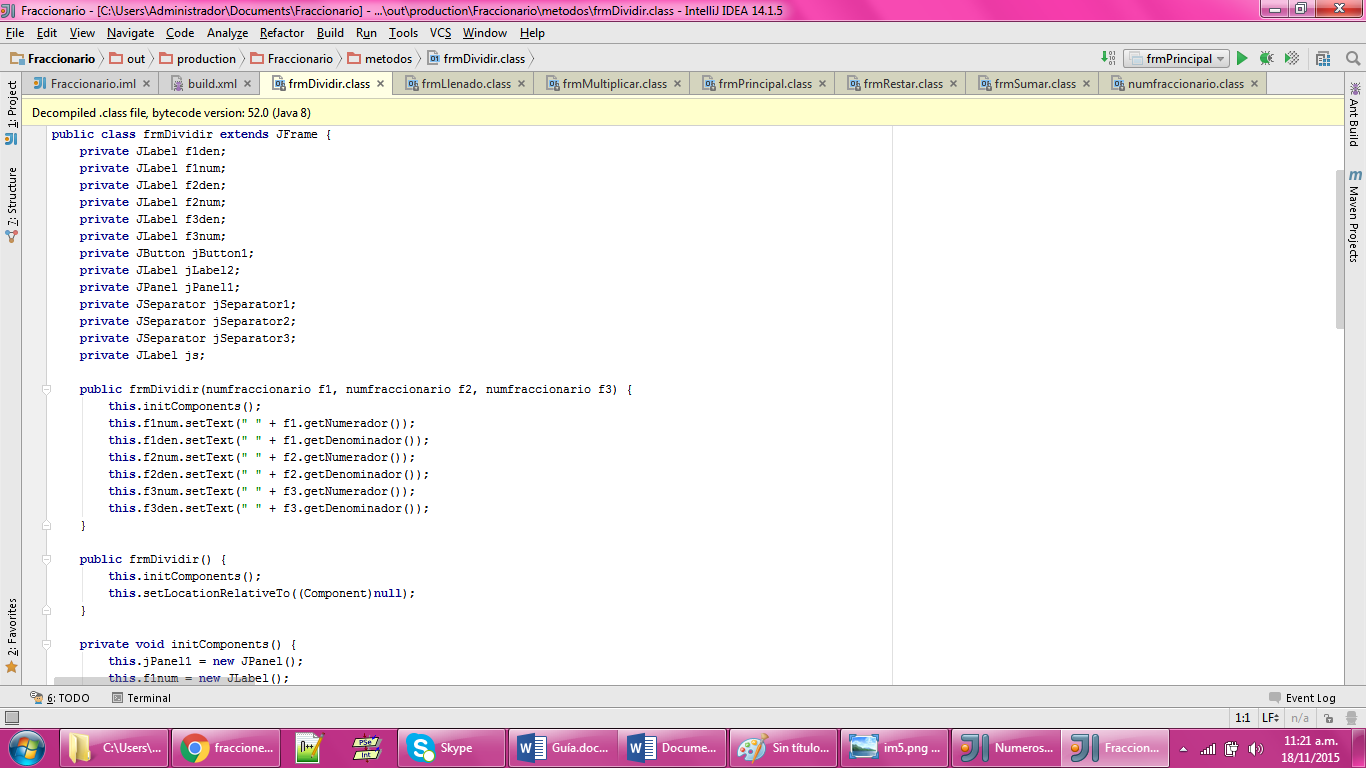 Fraccionario - [C:\Users\Administrador\Documents\Fraccionario] - ...\out\production\Fraccionario\metodos\frmDividir.class - IntelliJ IDEA 14.1.5
File Edit View Navigate Code Analyze Refactor Build Run Tools VCS Window Help
Fraccionario out production Fraccionario metodos frmDividir.class frmPrincipal
Fraccionario.iml build.xml frmDividir.class frmLlenado.class frmMultiplicar.class frmPrincipal.class frmRestar.class frmSumar.class numfraccionario.class
1: Project
7: Structure
2: Favorites
Decompiled .class file, bytecode version: 52.0 (Java 8)
public class frmDividir extends JFrame {
private JLabel f1den;
private JLabel f1num;
private JLabel f2den;
private JLabel f2num;
private JLabel f3den;
private JLabel f3num;
private JButton jButton1;
private JLabel jLabel2;
private JPanel jPanel1;
private JSeparator jSeparator1;
private JSeparator jSeparator2;
private JSeparator jSeparator3;
private JLabel js;
public frmDividir(numfraccionario f1, numfraccionario f2, numfraccionario f3) {
this.initComponents();
this.f1num.setText(" " + f1.getNumerador());
this.f1den.setText(" " + f1.getDenominador());
this.f2num.setText(" " + f2.getNumerador());
this.f2den.setText(" " + f2.getDenominador());
this.f3num.setText(" " + f3.getNumerador());
this.f3den.setText(" " + f3.getDenominador());
}
public frmDividir() {
this.initComponents();
this.setLocationRelativeTo((Component)null);
}
private void initComponents() {
this.jPanel1 = new JPanel();
this.f1num = new JLabel();
Ant Build
m Maven Projects
6: TODO Terminal Event Log
1:1 LF n/a
C:\Users\... fraccione... Skype Guía.doc... Docume... Sin título... im5.png ... Numeros... Fraccion... 11:21 a.m.
18/11/2015